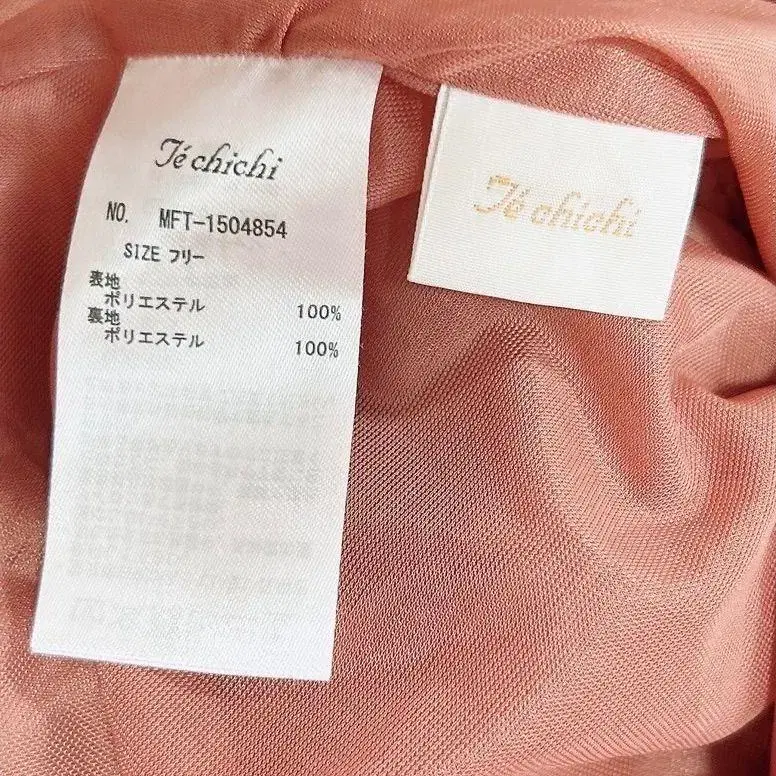 Té chichi
NO. MFT-1504854
SIZE フリー
表地
ポリエステル 100%
裏地
ポリエステル 100%
Té chichi